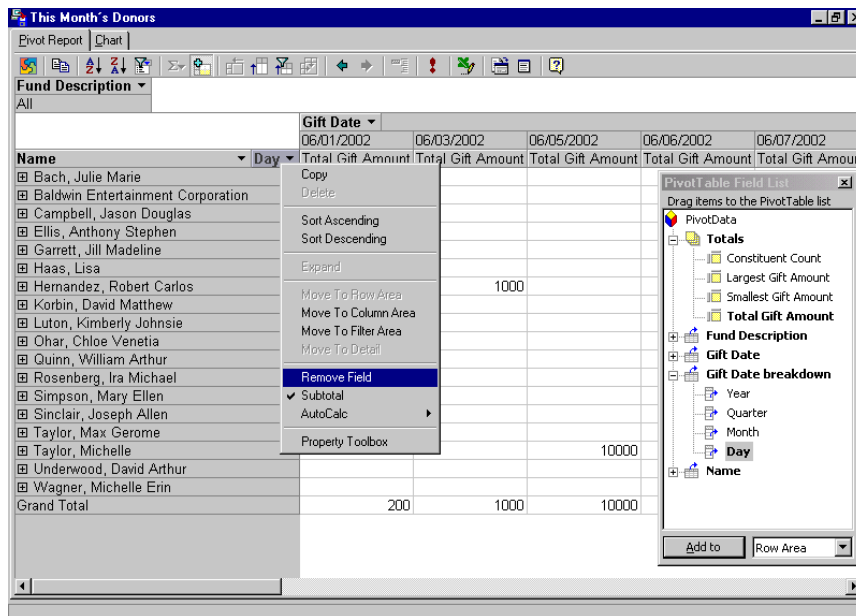 This Month's Donors
Pivot Report Chart
Fund Description
All
Gift Date
06/01/2002 06/03/2002 06/05/2002 06/06/2002 06/07/2002
Name Day Total Gift Amount Total Gift Amount Total Gift Amount Total Gift Amount Total Gift Amou
Bach, Julie Marie
Baldwin Entertainment Corporation
Campbell, Jason Douglas
Ellis, Anthony Stephen
Garrett, Jill Madeline
Haas, Lisa
Hernandez, Robert Carlos 1000
Korbin, David Matthew
Luton, Kimberly Johnsie
Ohar, Chloe Venetia
Quinn, William Arthur
Rosenberg, Ira Michael
Simpson, Mary Ellen
Sinclair, Joseph Allen
Taylor, Max Gerome
Taylor, Michelle 10000
Underwood, David Arthur
Wagner, Michelle Erin
Grand Total 200 1000 10000
Copy
Delete
Sort Ascending
Sort Descending
Expand
Move To Row Area
Move To Column Area
Move To Filter Area
Move To Detail
Remove Field
Subtotal
AutoCalc
Property Toolbox
PivotTable Field List
Drag items to the PivotTable list
PivotData
Totals
Constituent Count
Largest Gift Amount
Smallest Gift Amount
Total Gift Amount
Fund Description
Gift Date
Gift Date breakdown
Year
Quarter
Month
Day
Name
Add to Row Area